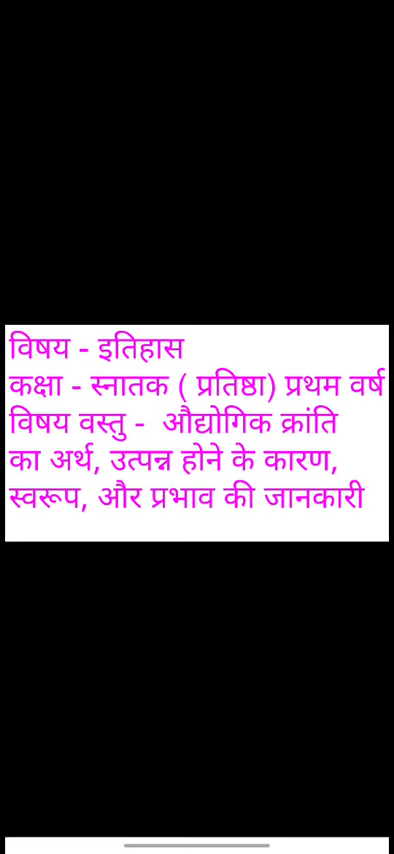 विषय - इतिहास
कक्षा - स्नातक ( प्रतिष्ठा) प्रथम वर्ष
विषय वस्तु -  औद्योगिक क्रांति
का अर्थ, उत्पन्न होने के कारण,
स्वरूप, और प्रभाव की जानकारी